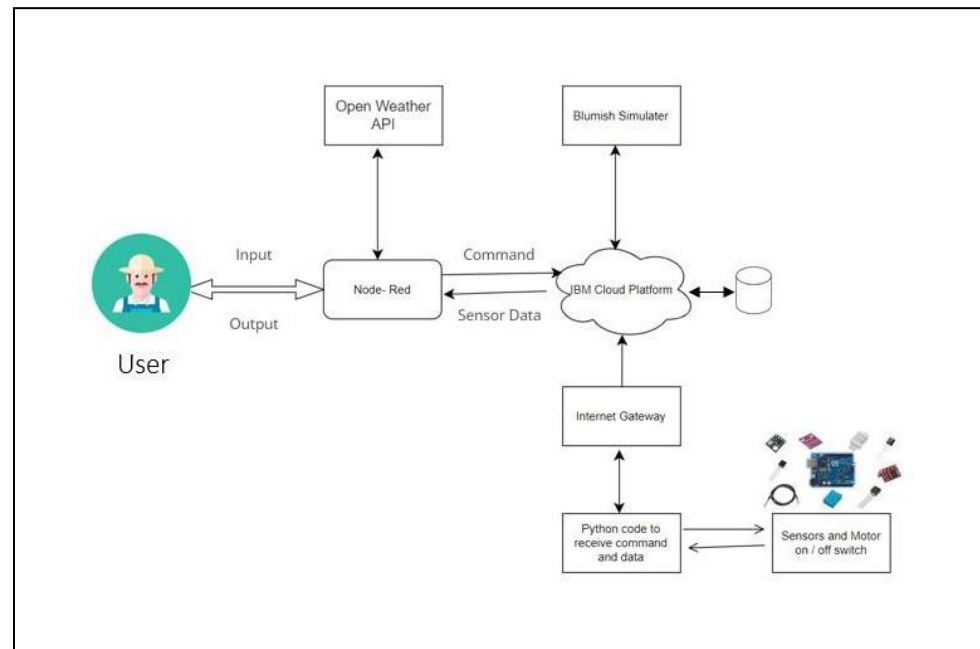 Open Weather
API
Blumish Simulater
Input
Command
Node- Red
IBM Cloud Platform
Output
Sensor Data
User
Internet Gateway
Python code to
receive command
and data
Sensors and Motor
on / off switch